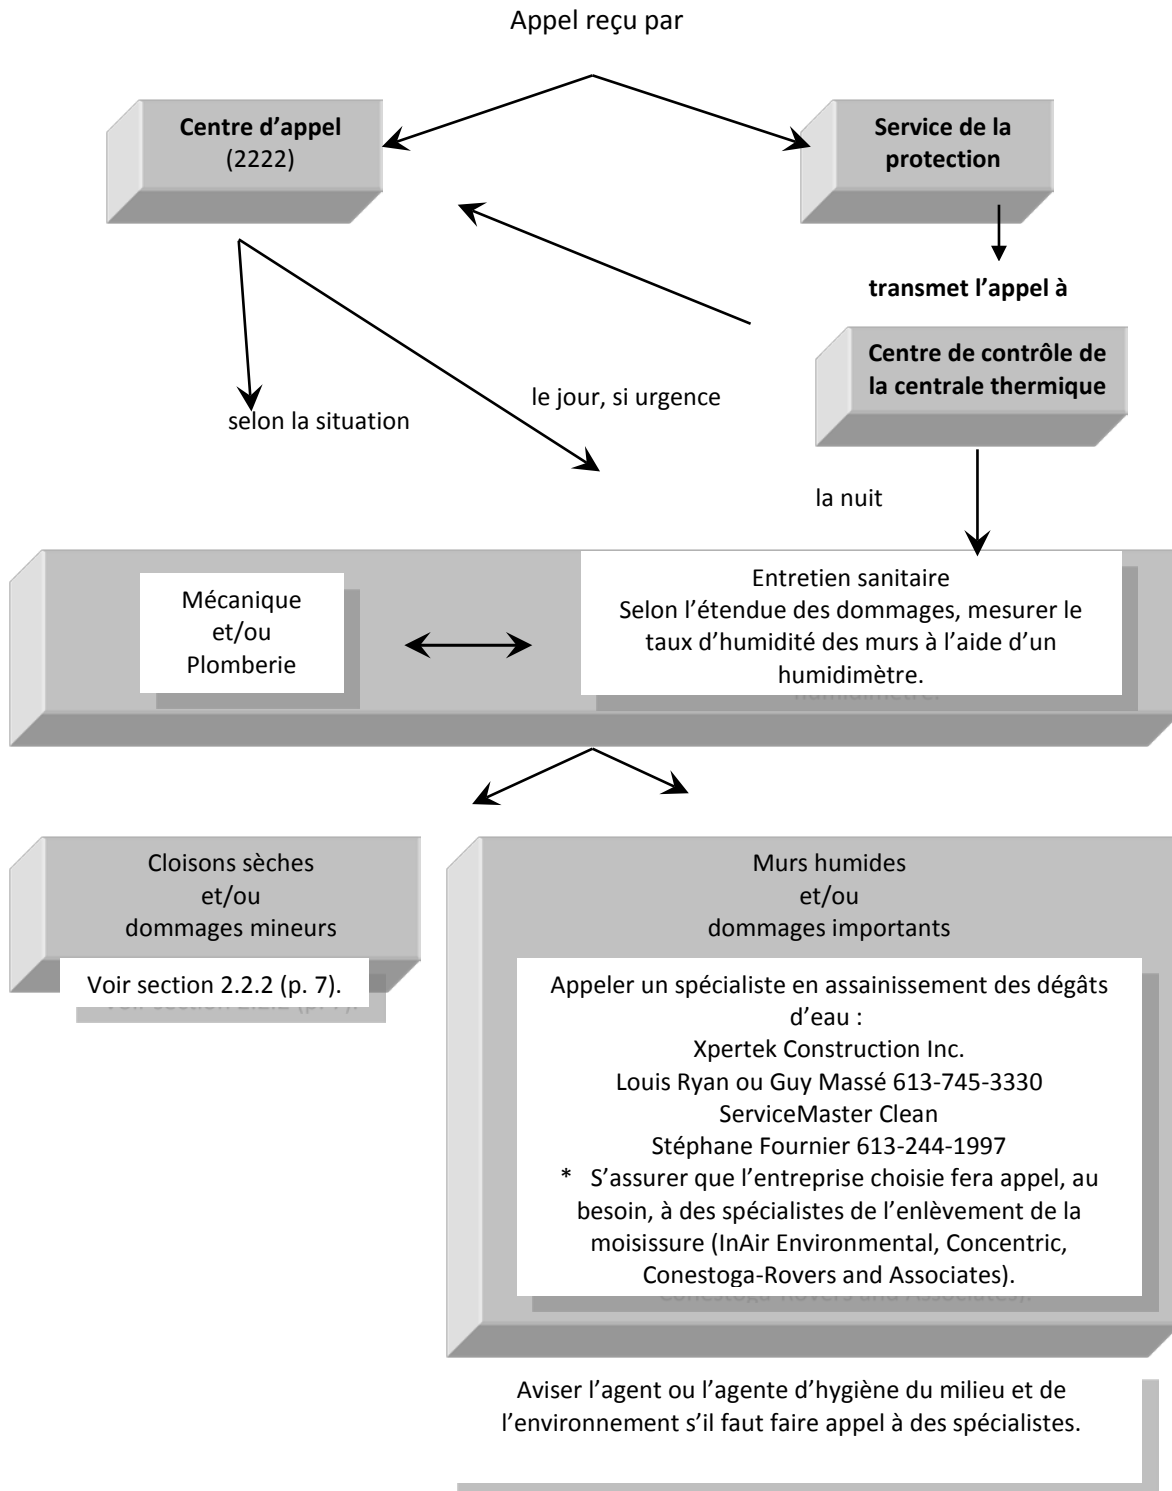 Appel reçu par
Centre d’appel
(2222)
Service de la
protection
transmet l’appel à
Centre de contrôle de
la centrale thermique
le jour, si urgence
selon la situation
la nuit
Mécanique
et/ou
Plomberie
Entretien sanitaire
Selon l’étendue des dommages, mesurer le
taux d’humidité des murs à l’aide d’un
humidimètre.
Cloisons sèches
et/ou
dommages mineurs
Voir section 2.2.2 (p. 7).
Murs humides
et/ou
dommages importants
Appeler un spécialiste en assainissement des dégâts
d’eau :
Xpertek Construction Inc.
Louis Ryan ou Guy Massé 613-745-3330
ServiceMaster Clean
Stéphane Fournier 613-244-1997
* S’assurer que l’entreprise choisie fera appel, au
besoin, à des spécialistes de l’enlèvement de la
moisissure (InAir Environmental, Concentric,
Conestoga-Rovers and Associates).
Aviser l’agent ou l’agente d’hygiène du milieu et de
l’environnement s’il faut faire appel à des spécialistes.